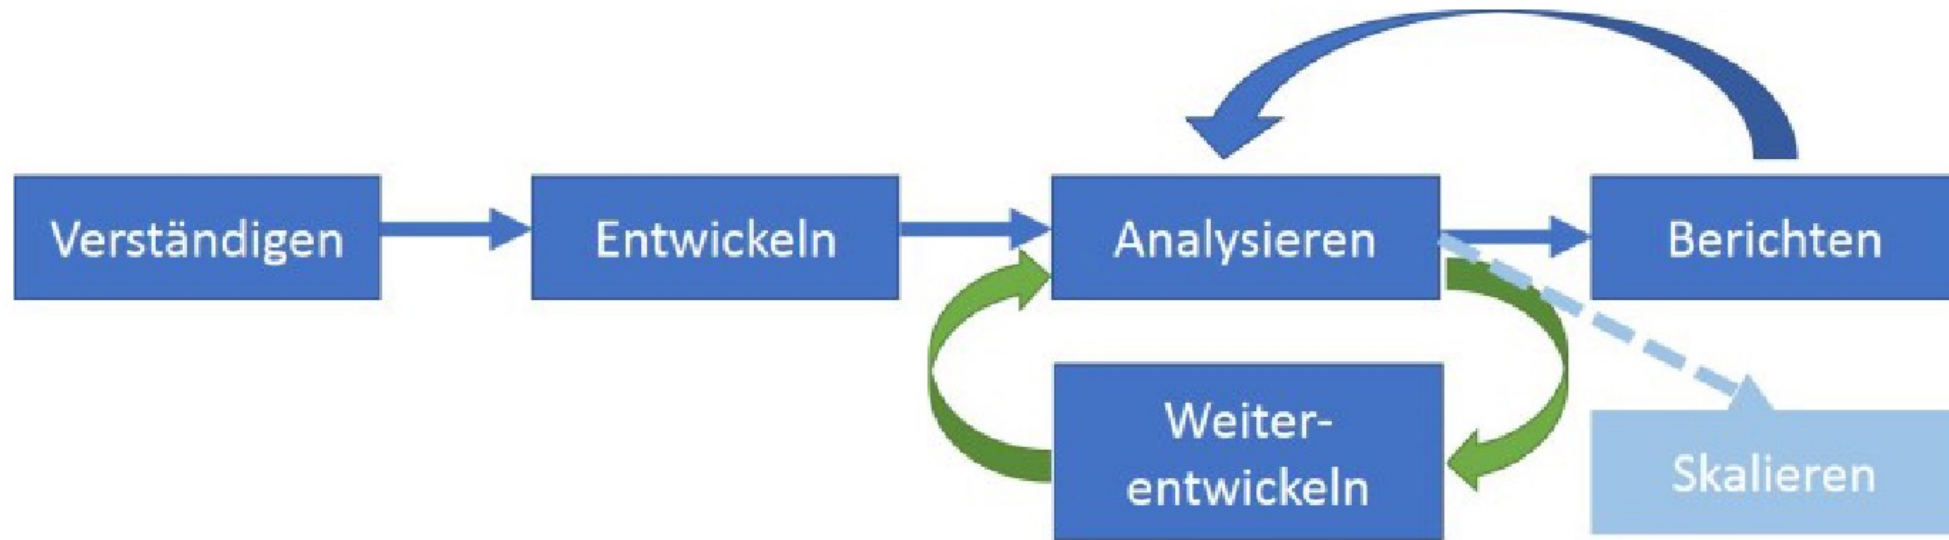 Verständigen
Entwickeln
Analysieren
Berichten
Weiter-
entwickeln
Skalieren